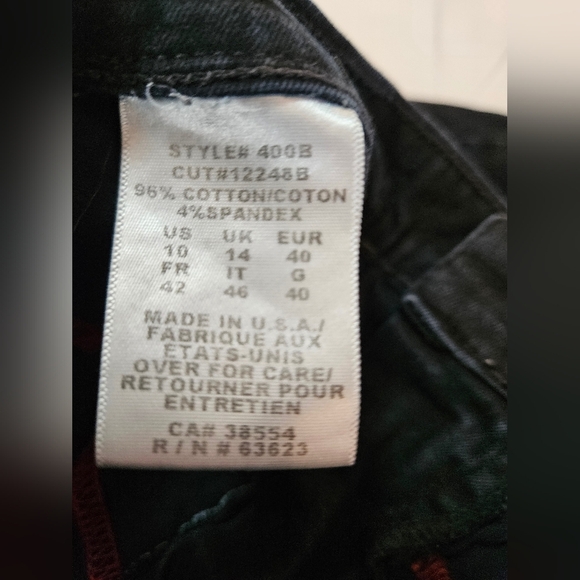 STYLE# 400B
CUT#12248B
96% COTTON/COTON
4%SPANDEX
US UK EUR
10 14 40
FR IT G
42 46 40
MADE IN U.S.A./
FABRIQUE AUX
ÉTATS-UNIS
OVER FOR CARE/
RETOURNER POUR
ENTRETIEN
CA# 38554
R / N # 63623